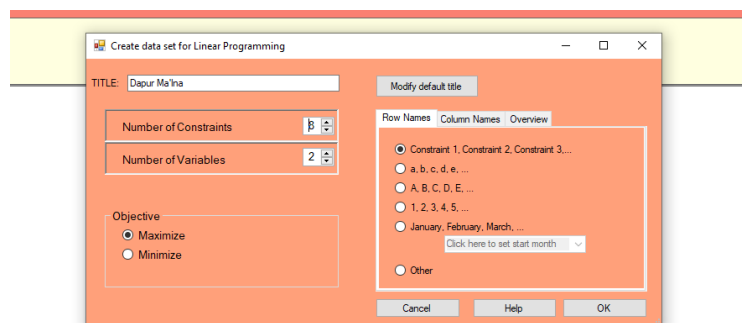 Create data set for Linear Programming
TITLE: Dapur Ma'Ina
Modify default title
Number of Constraints 8
Number of Variables 2
Objective
Maximize
Minimize
Row Names Column Names Overview
Constraint 1, Constraint 2, Constraint 3,...
a, b, c, d, e, ...
A, B, C, D, E, ...
1, 2, 3, 4, 5, ...
January, February, March, ...
Click here to set start month
Other
Cancel Help OK